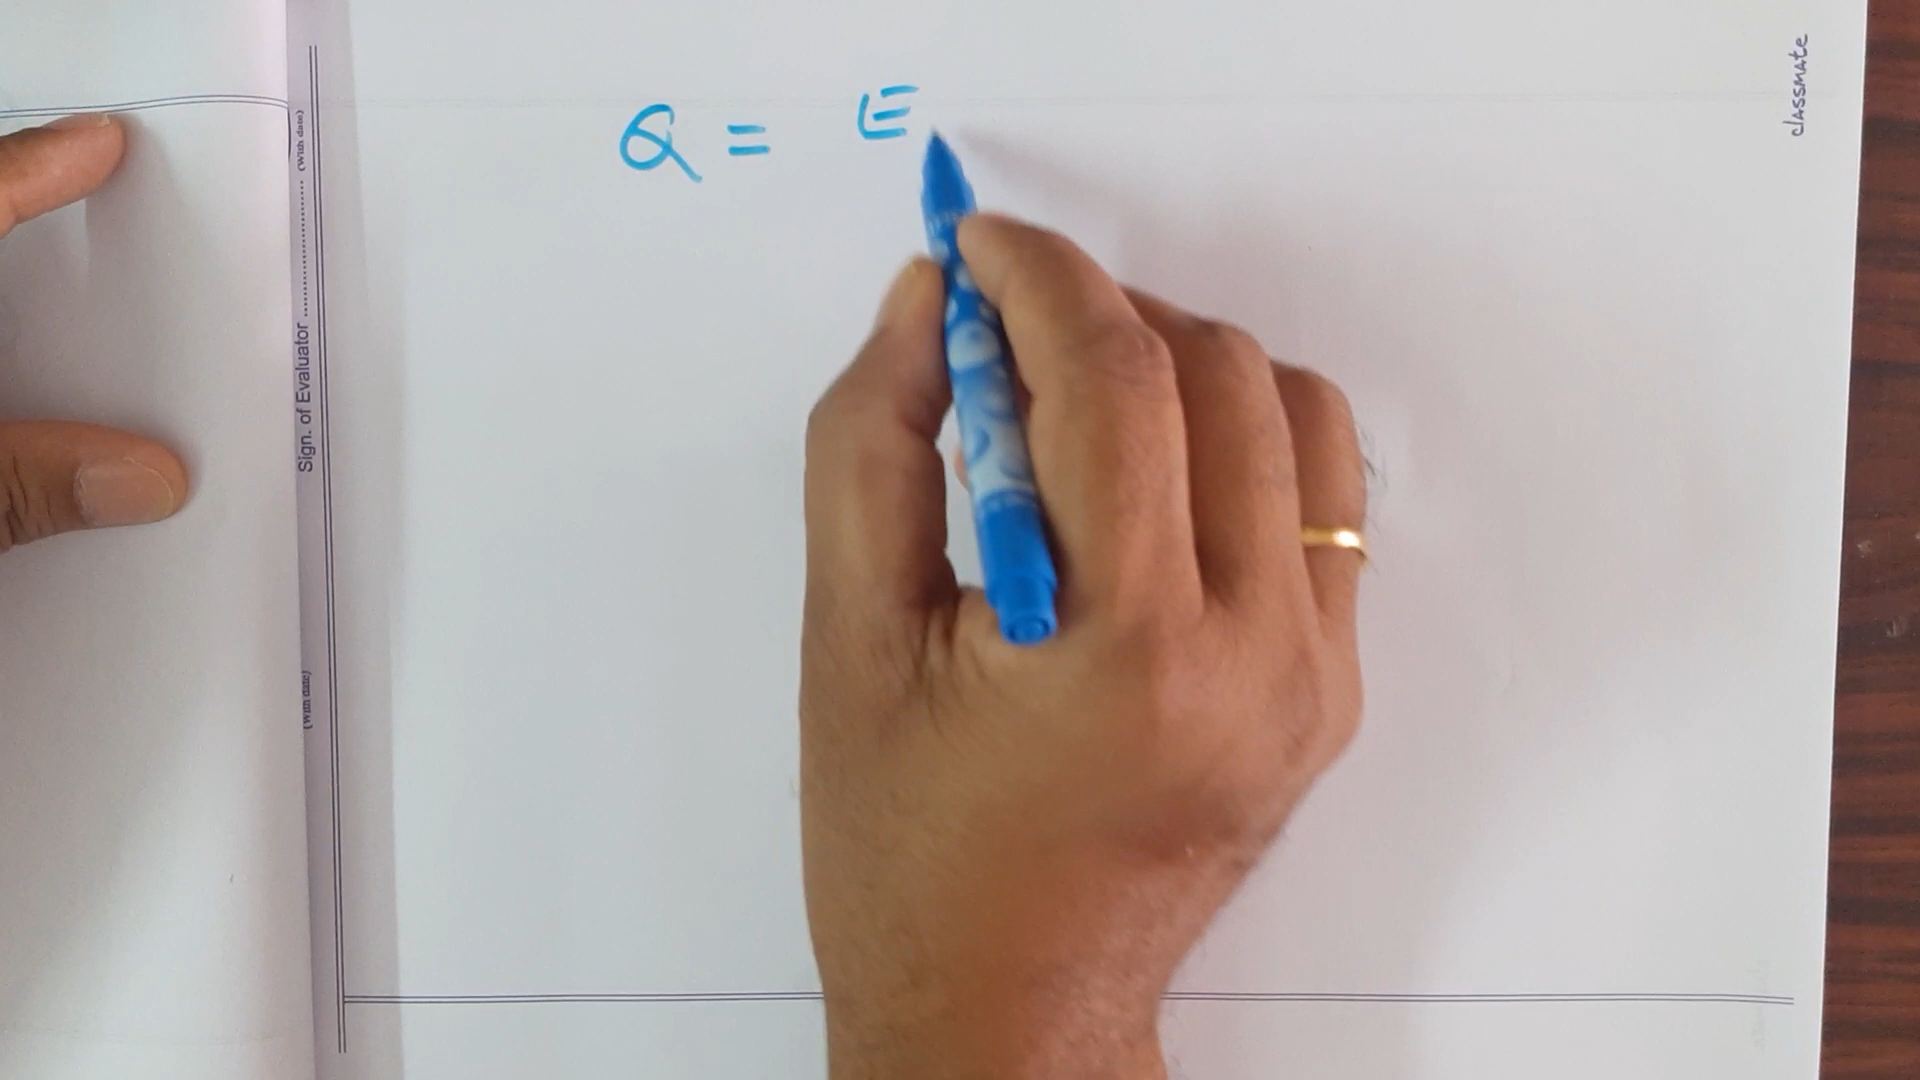 Q = E
classmate
Sign. of Evaluator ........................ (With date)
(With date)